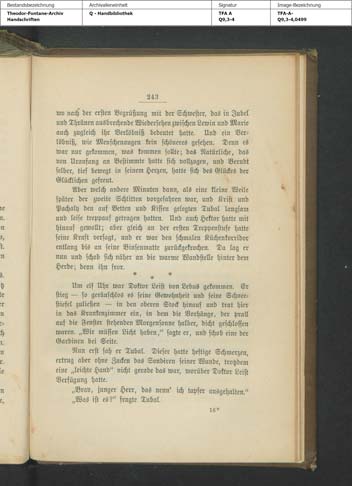 Bestandsbezeichnung
Archivalieneinheit
Signatur
Image-Bezeichnung
Theodor-Fontane-Archiv
Handschriften
Q - Handbibliothek
TFA A
Q9,3-4
TFA-A-
Q9,3-4,0499
243
wo nach der ersten Begrüßung mit der Schwester, das in Jubel
und Thränen ausbrechende Wiedersehen zwischen Lewin und Marie
auch zugleich ihr Verlöbniß bedeutet hatte. Und ein Ver-
löbniß, wie Menschenaugen kein schöneres gesehen. Denn es
war nur gekommen, was kommen sollte; das Natürliche, das
von Uranfang an Bestimmte hatte sich vollzogen, und Berndt
selber, tief bewegt in seinem Herzen, hatte sich des Glückes der
Glücklichen gefreut.
Aber welch andere Minuten dann, als eine kleine Weile
später der zweite Schlitten vorgefahren war, und Krist und
Pachaly den auf Betten und Kissen gelegten Tubal langsam
und leise treppauf getragen hatten. Und auch Hektor hatte mit
hinauf gewollt; aber gleich an der ersten Treppenstufe hatte
seine Kraft versagt, und er war den schmalen Küchenkorridor
entlang bis an seine Binsenmatte zurückgekrochen. Da lag er
nun und schob sich näher an die warme Wandstelle hinter dem
Herde; denn ihn fror.
* * *
Um elf Uhr war Doktor Leist von Lebus gekommen. Er
stieg — so geräuschlos es seine Gewohnheit und seine Schnee-
stiefel zuließen — in den oberen Stock hinauf und trat hier
in das Krankenzimmer ein, in dem die Vorhänge, der prall
auf die Fenster stehenden Morgensonne halber, dicht geschlossen
waren. „Wir müssen Licht haben,“ sagte er, und schob eine der
Gardinen bei Seite.
Nun erst sah er Tubal. Dieser hatte heftige Schmerzen,
ertrug aber ohne Zucken das Sondieren seiner Wunde, trotzdem
eine „leichte Hand“ nicht gerade das war, worüber Doktor Leist
Verfügung hatte.
„Brav, junger Herr, das nenn' ich tapfer ausgehalten.“
„Was ist es?“ fragte Tubal.
16*